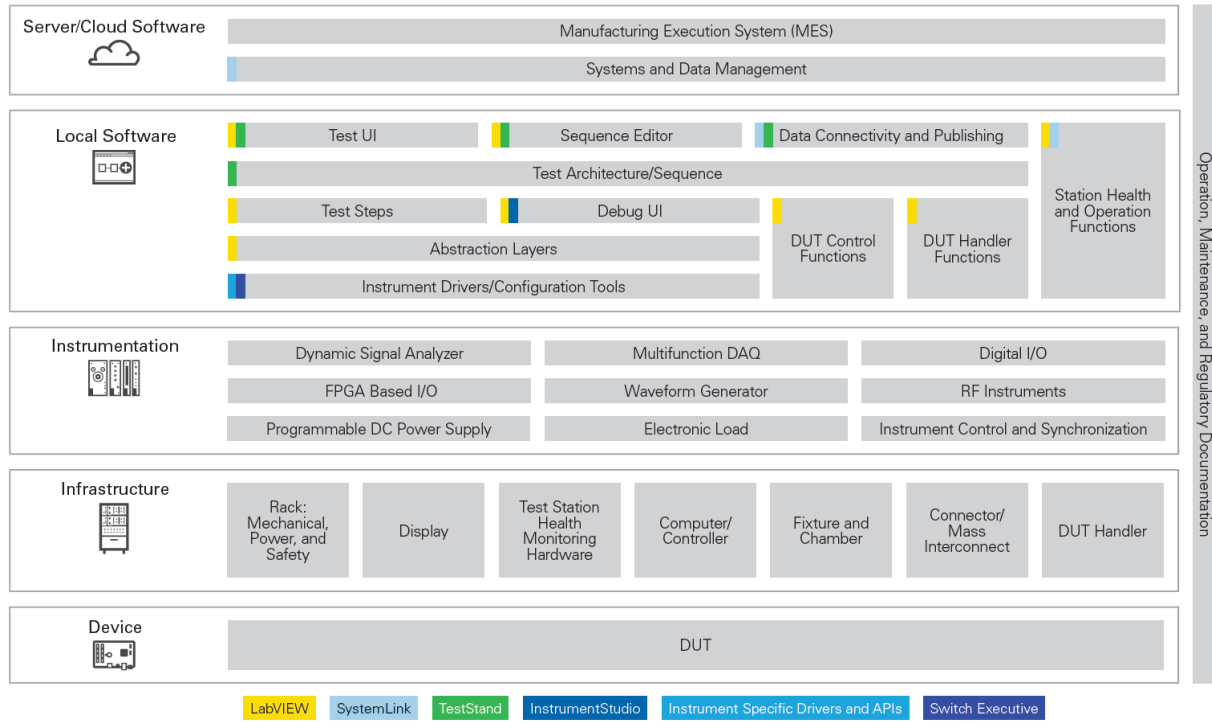 Server/Cloud Software
Manufacturing Execution System (MES)
Systems and Data Management
Local Software
Test UI
Sequence Editor
Data Connectivity and Publishing
Test Architecture/Sequence
Test Steps
Debug UI
Abstraction Layers
Instrument Drivers/Configuration Tools
DUT Control
Functions
DUT Handler
Functions
Station Health
and Operation
Functions
Instrumentation
Dynamic Signal Analyzer
Multifunction DAQ
Digital I/O
FPGA Based I/O
Waveform Generator
RF Instruments
Programmable DC Power Supply
Electronic Load
Instrument Control and Synchronization
Infrastructure
Rack:
Mechanical,
Power, and
Safety
Display
Test Station
Health
Monitoring
Hardware
Computer/
Controller
Fixture and
Chamber
Connector/
Mass
Interconnect
DUT Handler
Device
DUT
Operation, Maintenance, and Regulatory Documentation
LabVIEW
SystemLink
TestStand
InstrumentStudio
Instrument Specific Drivers and APIs
Switch Executive